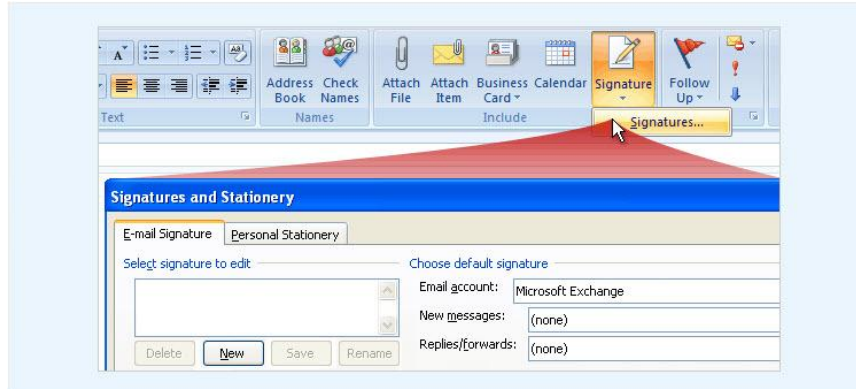 A
Address Check Attach Attach Business Calendar Signature Follow
Book Names File Item Card Up
Text Names Include
Signatures...
Signatures and Stationery
E-mail Signature Personal Stationery
Select signature to edit Choose default signature
Email account: Microsoft Exchange
New messages: (none)
Delete New Save Rename Replies/forwards: (none)